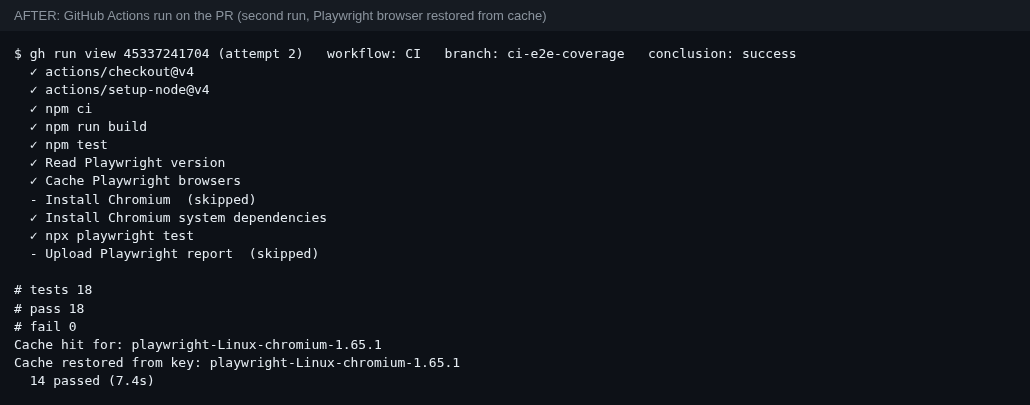 AFTER: GitHub Actions run on the PR (second run, Playwright browser restored from cache)
$ gh run view 45337241704 (attempt 2)   workflow: CI   branch: ci-e2e-coverage   conclusion: success
  ✓ actions/checkout@v4
  ✓ actions/setup-node@v4
  ✓ npm ci
  ✓ npm run build
  ✓ npm test
  ✓ Read Playwright version
  ✓ Cache Playwright browsers
  - Install Chromium  (skipped)
  ✓ Install Chromium system dependencies
  ✓ npx playwright test
  - Upload Playwright report  (skipped)

# tests 18
# pass 18
# fail 0
Cache hit for: playwright-Linux-chromium-1.65.1
Cache restored from key: playwright-Linux-chromium-1.65.1
  14 passed (7.4s)